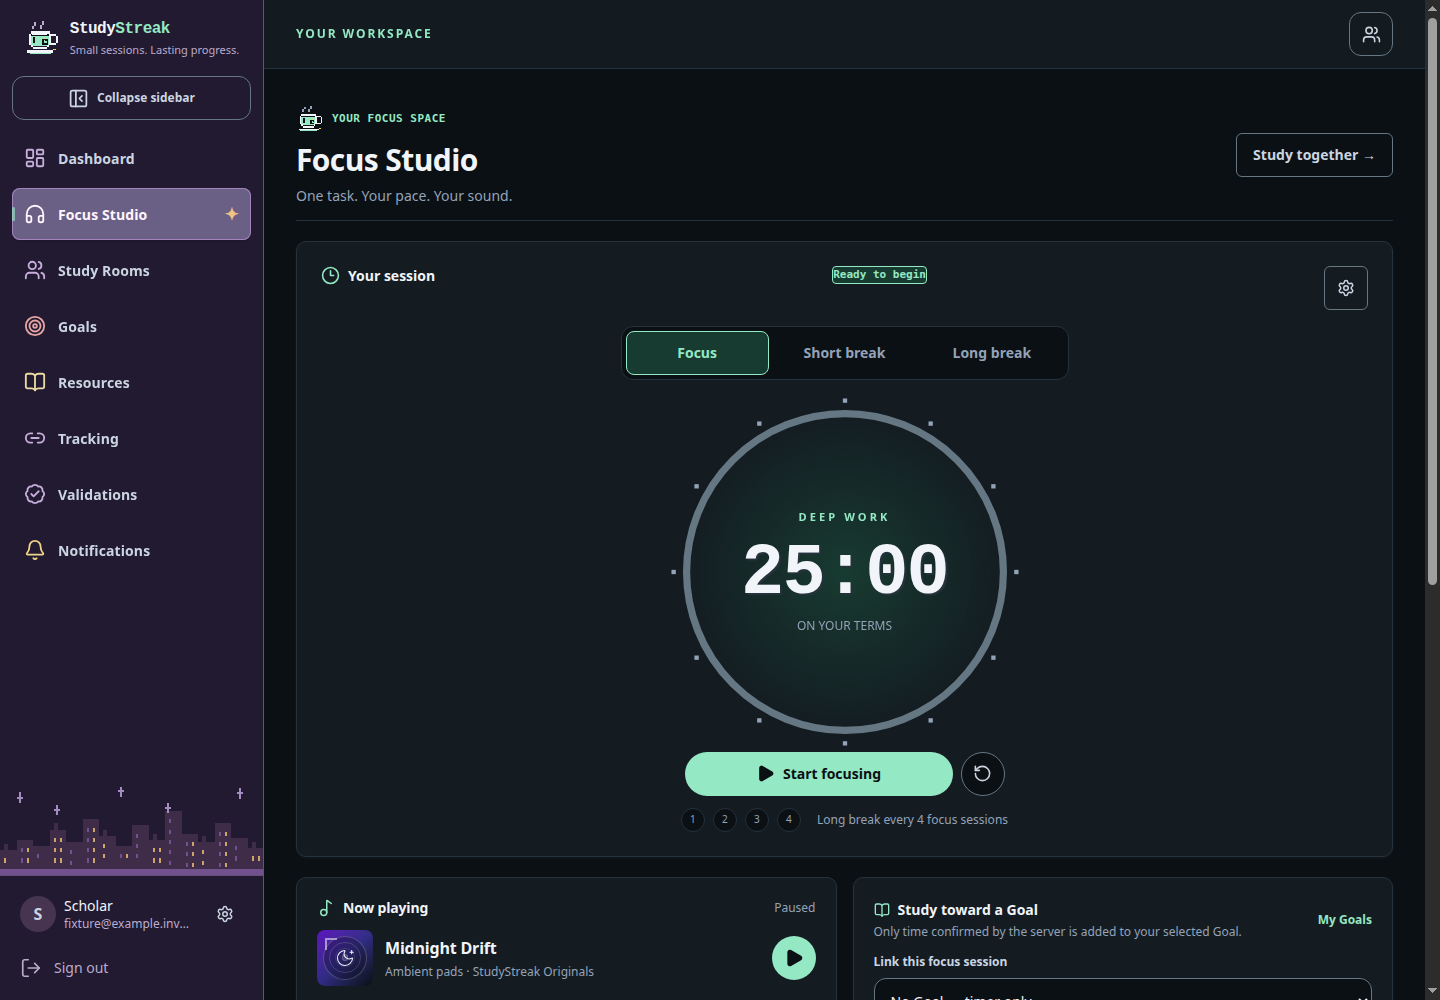 StudyStreak
Small sessions. Lasting progress.
Collapse sidebar
Dashboard
Focus Studio
Study Rooms
Goals
Resources
Tracking
Validations
Notifications
S
Scholar
fixture@example.inv...
Sign out
YOUR WORKSPACE
YOUR FOCUS SPACE
Focus Studio
One task. Your pace. Your sound.
Study together →
Your session
Ready to begin
Focus
Short break
Long break
DEEP WORK
25:00
ON YOUR TERMS
Start focusing
1 2 3 4 Long break every 4 focus sessions
Now playing
Paused
Midnight Drift
Ambient pads · StudyStreak Originals
Study toward a Goal
Only time confirmed by the server is added to your selected Goal.
My Goals
Link this focus session